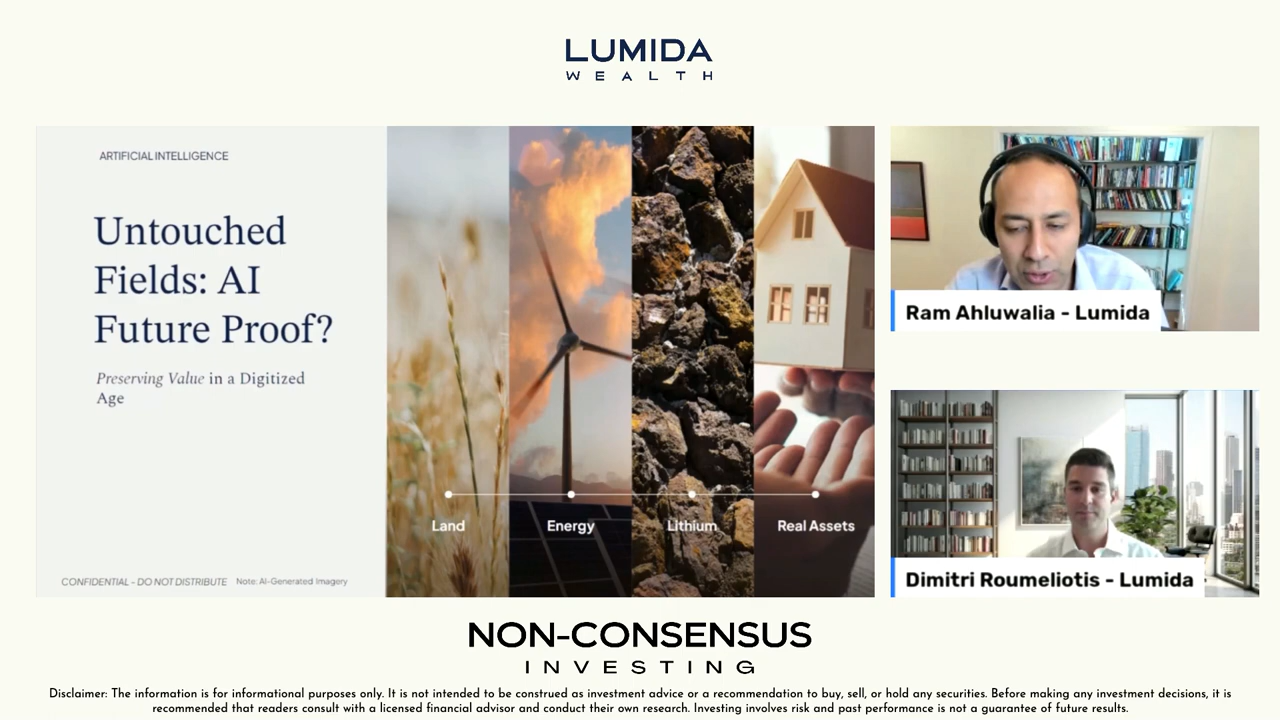 LUMIDA
WEALTH
ARTIFICIAL INTELLIGENCE
Untouched
Fields: AI
Future Proof?
Preserving Value in a Digitized
Age
Land
Energy
Lithium
Real Assets
CONFIDENTIAL – DO NOT DISTRIBUTE Note: AI-Generated Imagery
Ram Ahluwalia - Lumida
Dimitri Roumeliotis - Lumida
NON-CONSENSUS
INVESTING
Disclaimer: The information is for informational purposes only. It is not intended to be construed as investment advice or a recommendation to buy, sell, or hold any securities. Before making any investment decisions, it is
recommended that readers consult with a licensed financial advisor and conduct their own research. Investing involves risk and past performance is not a guarantee of future results.